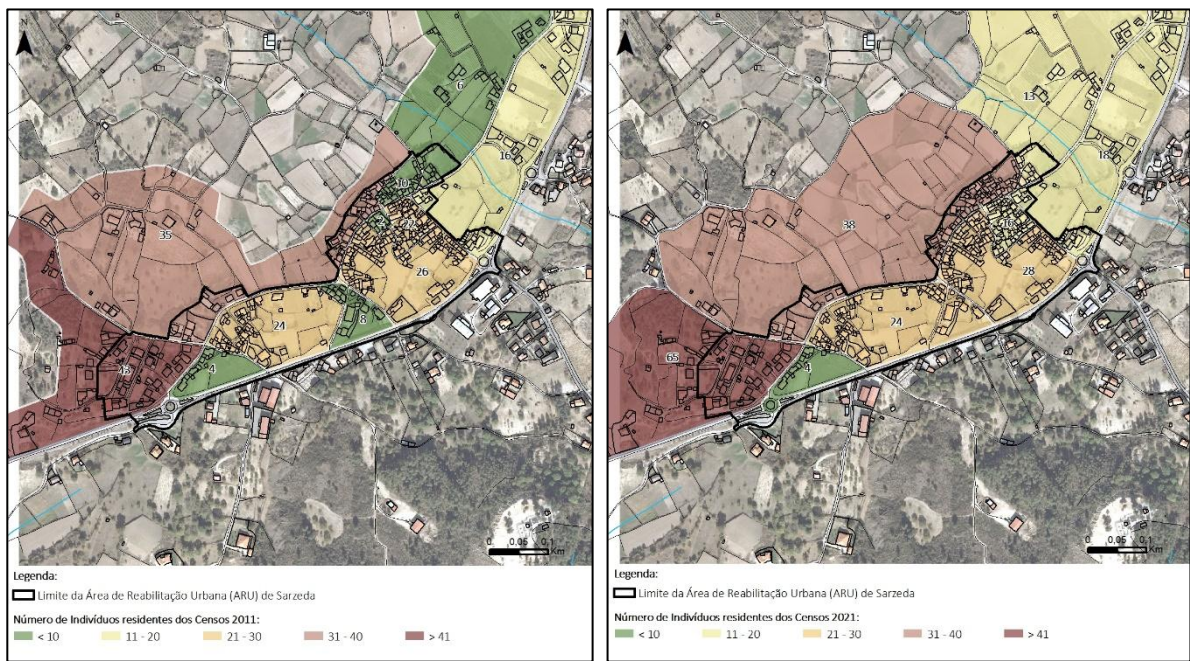 N
6
16
10
22
35
26
24
8
43
4
0 0,05 0,1
Km
Legenda:
Limite da Área de Reabilitação Urbana (ARU) de Sarzeda
Número de Indivíduos residentes dos Censos 2011:
< 10 11 - 20 21 - 30 31 - 40 > 41
N
13
18
16
38
28
24
65
4
0 0,05 0,1
Km
Legenda:
Limite da Área de Reabilitação Urbana (ARU) de Sarzeda
Número de Indivíduos residentes dos Censos 2021:
< 10 11 - 20 21 - 30 31 - 40 > 41